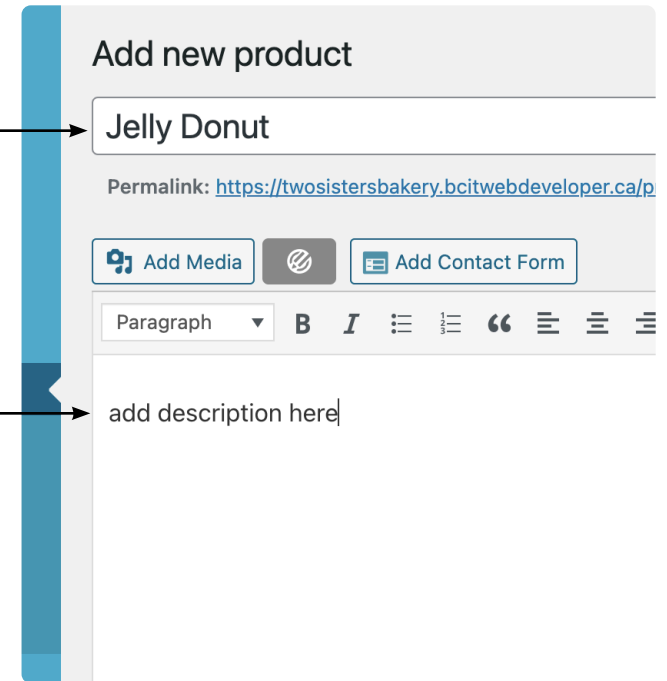 Add new product
Jelly Donut
Permalink: https://twosistersbakery.bcitwebdeveloper.ca/p
Add Media Add Contact Form
Paragraph B I
add description here